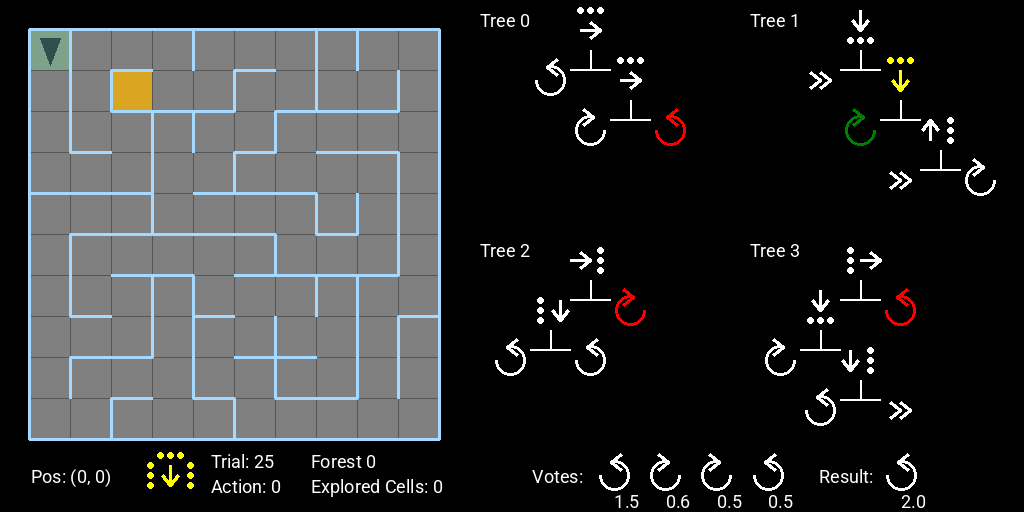 Tree 0
Tree 1
Tree 2
Tree 3
Pos: (0, 0)
Trial: 25
Forest 0
Action: 0
Explored Cells: 0
Votes:
1.5
0.6
0.5
0.5
Result:
2.0